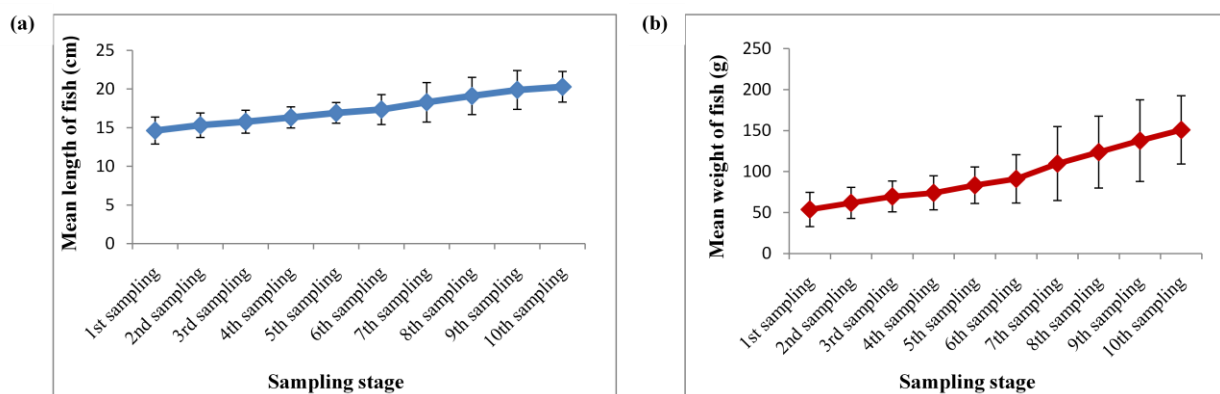 (a)
Mean length of fish (cm)
25
20
15
10
5
0
1st sampling
2nd sampling
3rd sampling
4th sampling
5th sampling
6th sampling
7th sampling
8th sampling
9th sampling
10th sampling
Sampling stage
(b)
Mean weight of fish (g)
250
200
150
100
50
0
1st sampling
2nd sampling
3rd sampling
4th sampling
5th sampling
6th sampling
7th sampling
8th sampling
9th sampling
10th sampling
Sampling stage